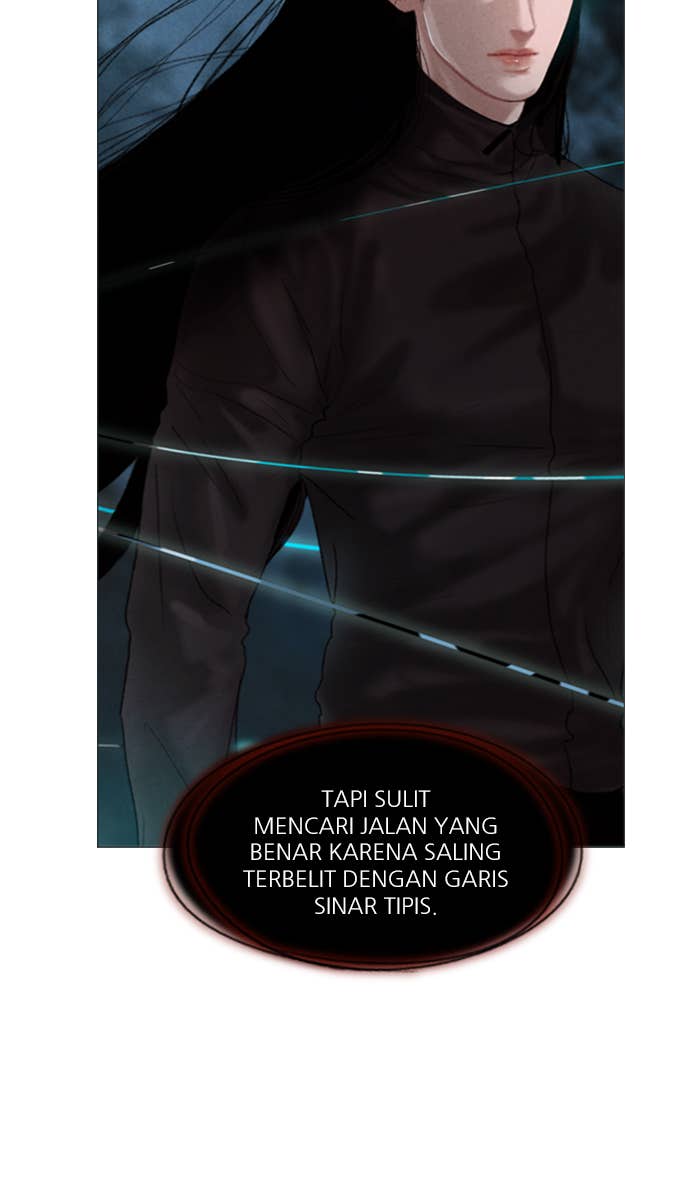 TAPI SULIT
MENCARI JALAN YANG
BENAR KARENA SALING
TERBELIT DENGAN GARIS
SINAR TIPIS.